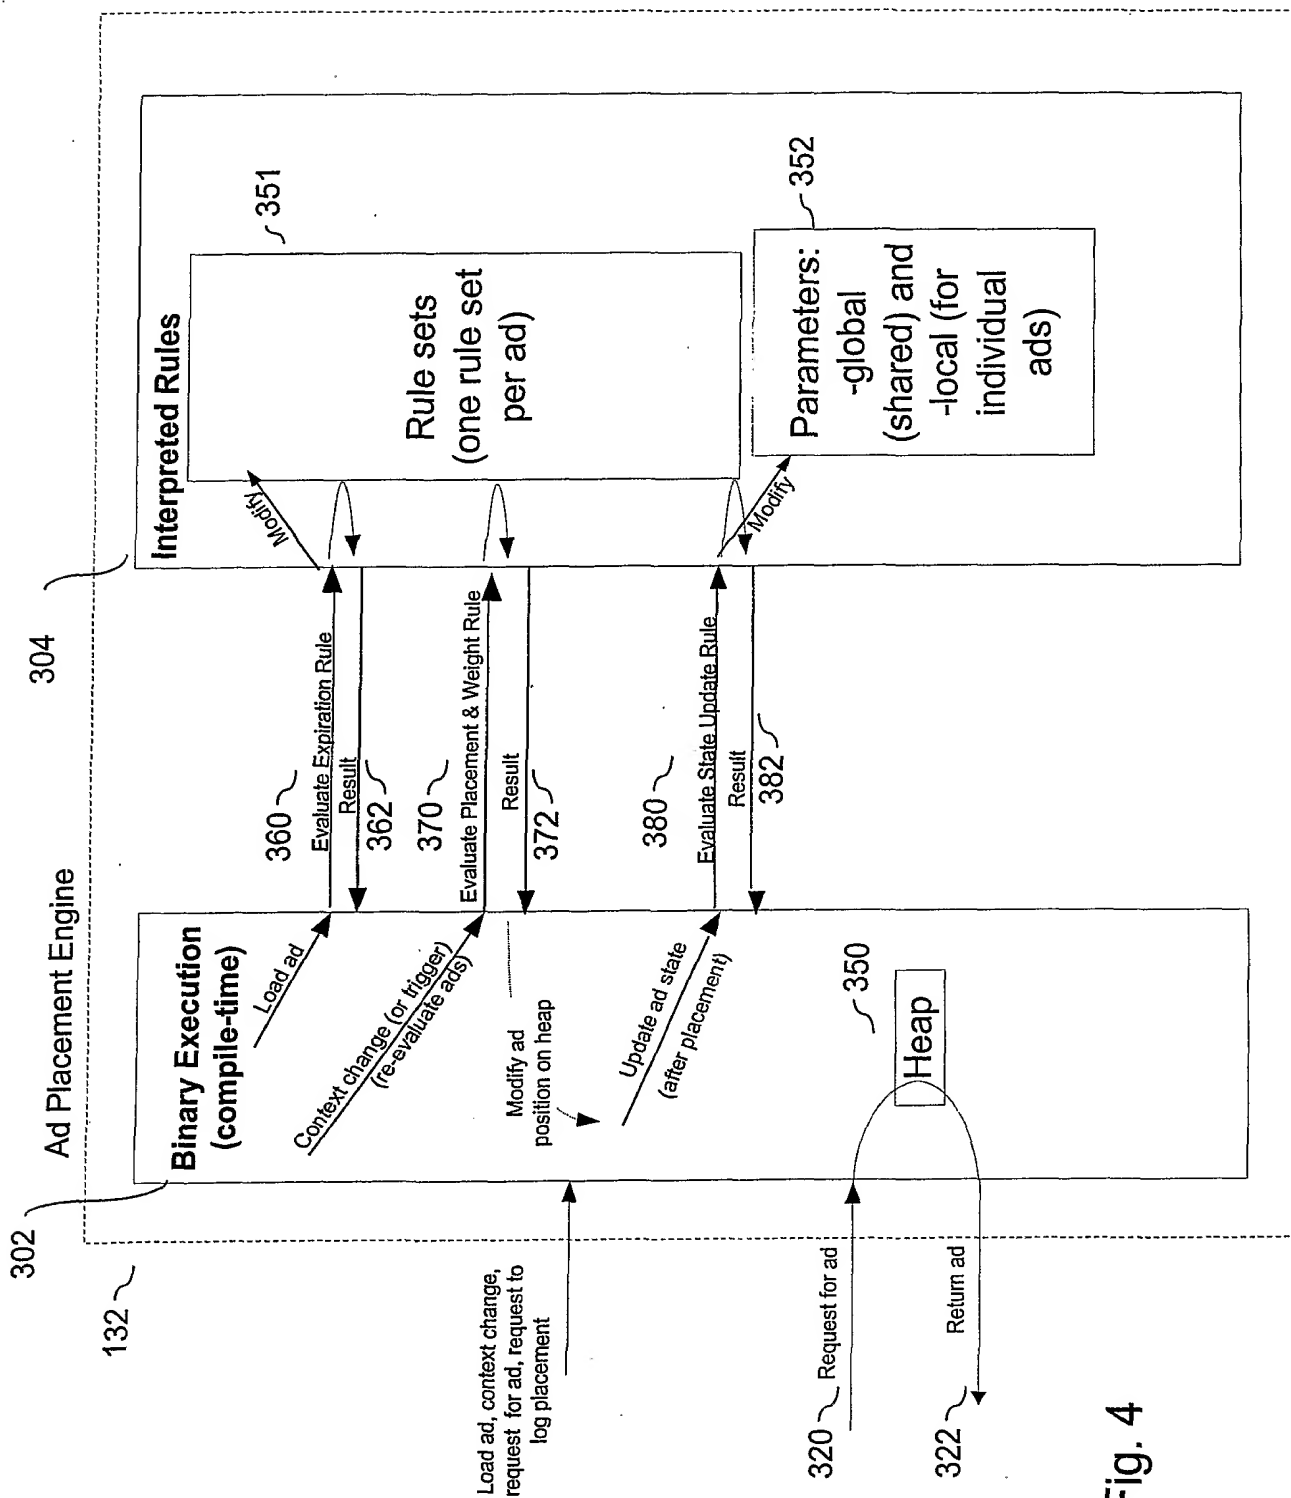 Ad Placement Engine
132
302
304
Binary Execution
(compile-time)
Load ad
Context change (or trigger)
(re-evaluate ads)
Modify ad
position on heap
Update ad state
(after placement)
350
Heap
Load ad, context change,
request for ad, request to
log placement
320
Request for ad
322
Return ad
360
Evaluate Expiration Rule
Result
362
370
Evaluate Placement & Weight Rule
Result
372
380
Evaluate State Update Rule
Result
382
Interpreted Rules
Modify
351
Rule sets
(one rule set
per ad)
Modify
352
Parameters:
-global
(shared) and
-local (for
individual
ads)
Fig. 4